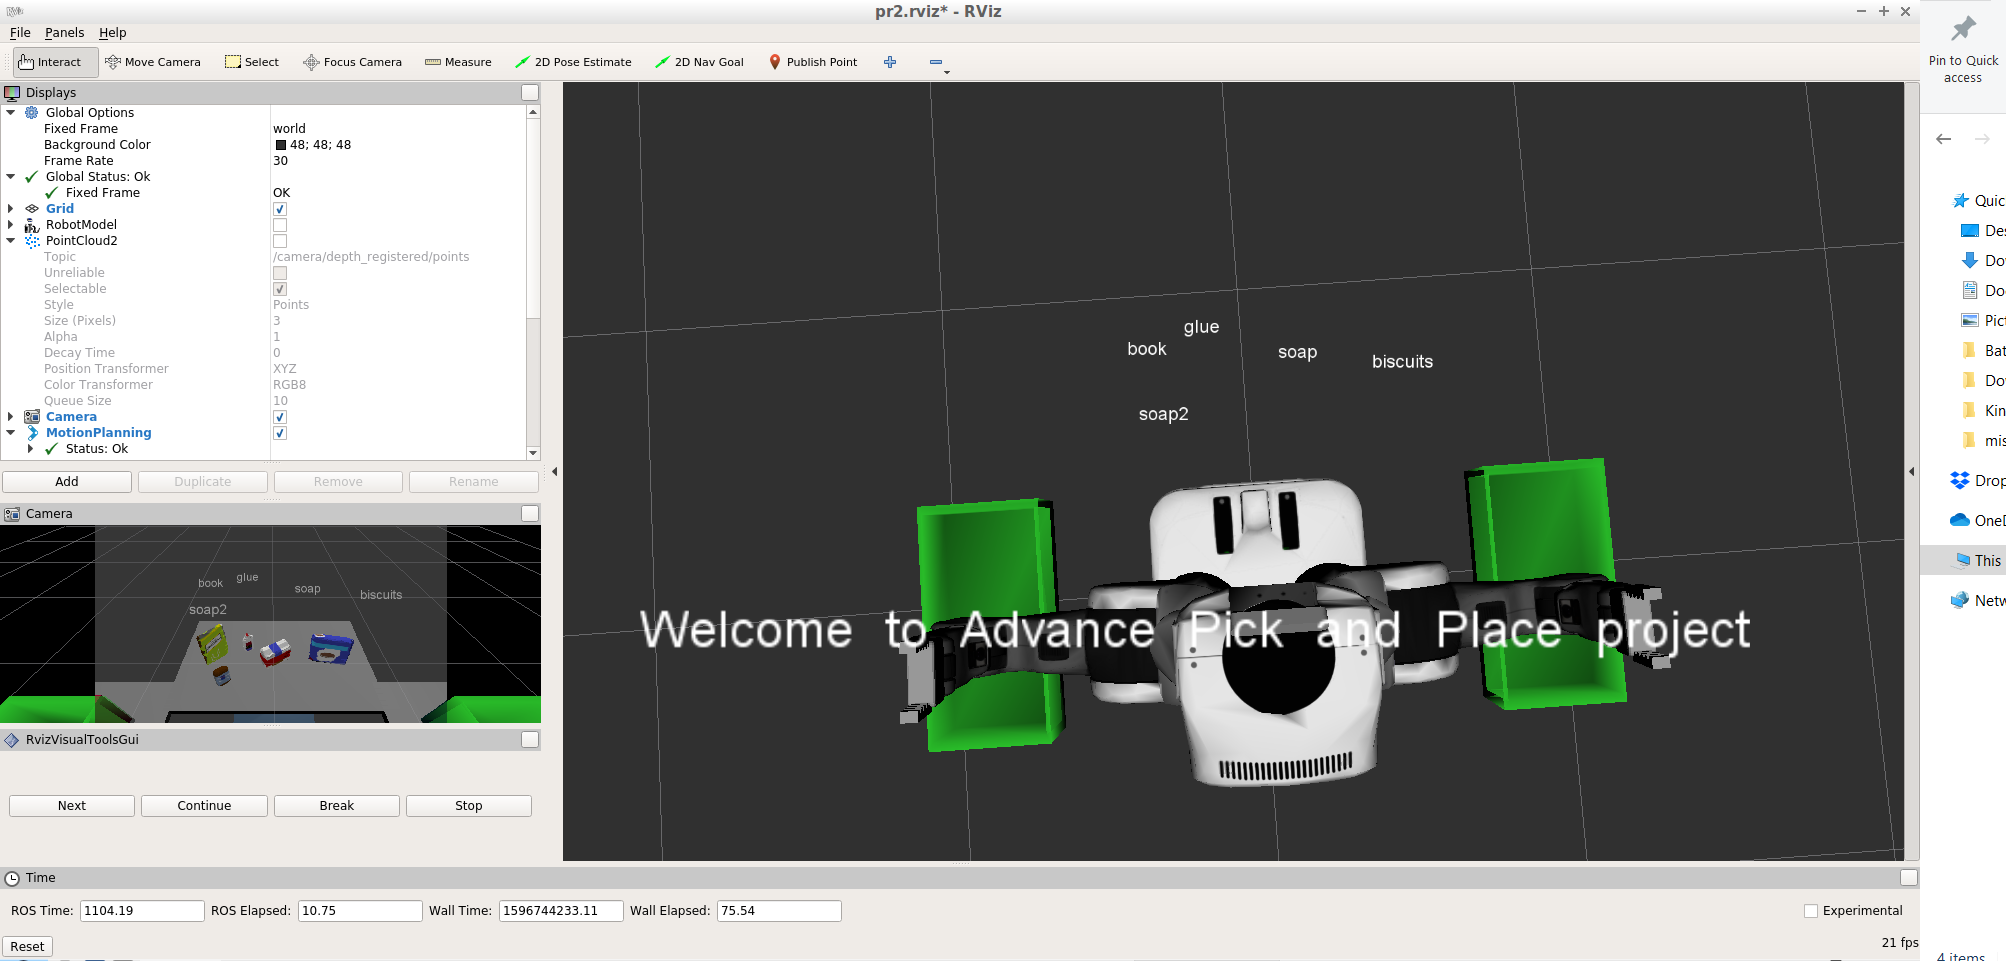 pr2.rviz* - RViz
File Panels Help
Interact Move Camera Select Focus Camera Measure 2D Pose Estimate 2D Nav Goal Publish Point
Displays
Global Options
Fixed Frame world
Background Color 48; 48; 48
Frame Rate 30
Global Status: Ok
Fixed Frame OK
Grid
RobotModel
PointCloud2
Topic /camera/depth_registered/points
Unreliable
Selectable
Style Points
Size (Pixels) 3
Alpha 1
Decay Time 0
Position Transformer XYZ
Color Transformer RGB8
Queue Size 10
Camera
MotionPlanning
Status: Ok
Add Duplicate Remove Rename
Camera
book glue soap biscuits
soap2
RvizVisualToolsGui
Next Continue Break Stop
glue
book soap biscuits
soap2
Welcome to Advance Pick and Place project
Time
ROS Time: 1104.19 ROS Elapsed: 10.75 Wall Time: 1596744233.11 Wall Elapsed: 75.54 Experimental
Reset 21 fps
Pin to Quick
access
Quic
Des
Do
Doc
Pict
Bat
Do
Kin
mis
Drop
OneD
This
Netw
4 items